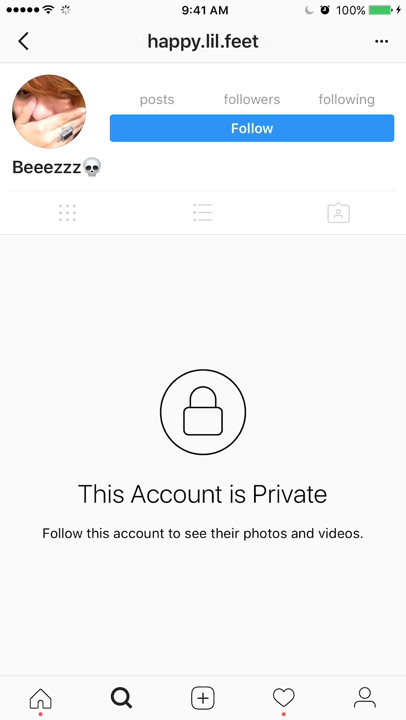 9:41 AM 100%
happy.lil.feet
posts followers following
Follow
Beeezzz💀
This Account is Private
Follow this account to see their photos and videos.